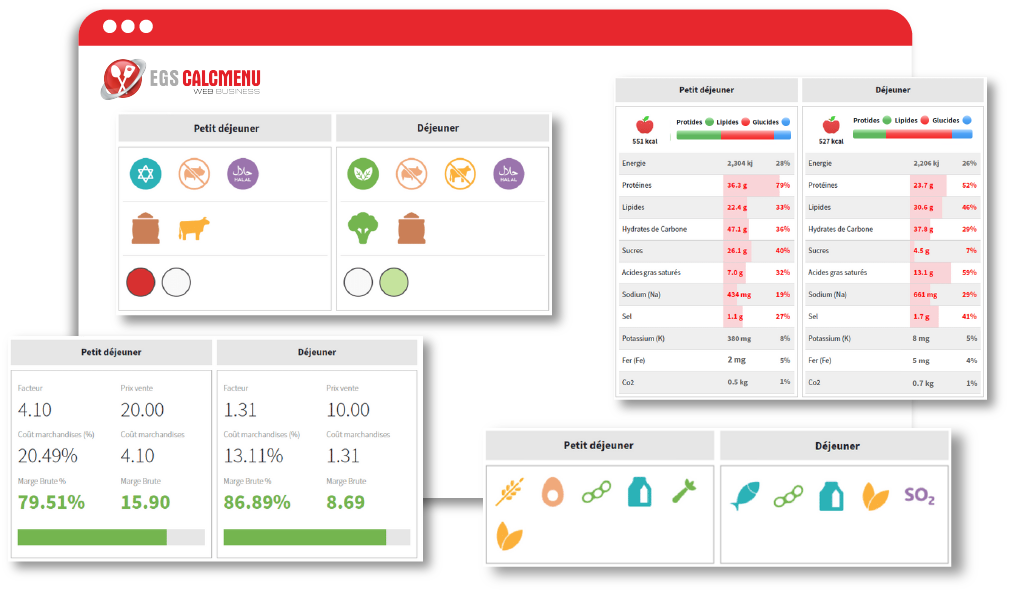 EGS CALCMENU
WEB BUSINESS
Petit déjeuner
Déjeuner
حلال
HALAL
حلال
HALAL
Petit déjeuner
551 kcal
Protides Lipides Glucides
Energie 2,304 kj 28%
Protéines 36.3 g 79%
Lipides 22.4 g 33%
Hydrates de Carbone 47.1 g 36%
Sucres 26.1 g 40%
Acides gras saturés 7.0 g 32%
Sodium (Na) 434 mg 19%
Sel 1.1 g 27%
Potassium (K) 380 mg 8%
Fer (Fe) 2 mg 5%
Co2 0.5 kg 1%
Déjeuner
527 kcal
Protides Lipides Glucides
Energie 2,206 kj 26%
Protéines 23.7 g 52%
Lipides 30.6 g 46%
Hydrates de Carbone 37.8 g 29%
Sucres 4.5 g 7%
Acides gras saturés 13.1 g 59%
Sodium (Na) 661 mg 29%
Sel 1.7 g 41%
Potassium (K) 8 mg 5%
Fer (Fe) 5 mg 4%
Co2 0.7 kg 1%
Petit déjeuner
Facteur Prix vente
4.10 20.00
Coût marchandises (%) Coût marchandises
20.49% 4.10
Marge Brute % Marge Brute
79.51% 15.90
Déjeuner
Facteur Prix vente
1.31 10.00
Coût marchandises (%) Coût marchandises
13.11% 1.31
Marge Brute % Marge Brute
86.89% 8.69
Petit déjeuner
Déjeuner
SO2